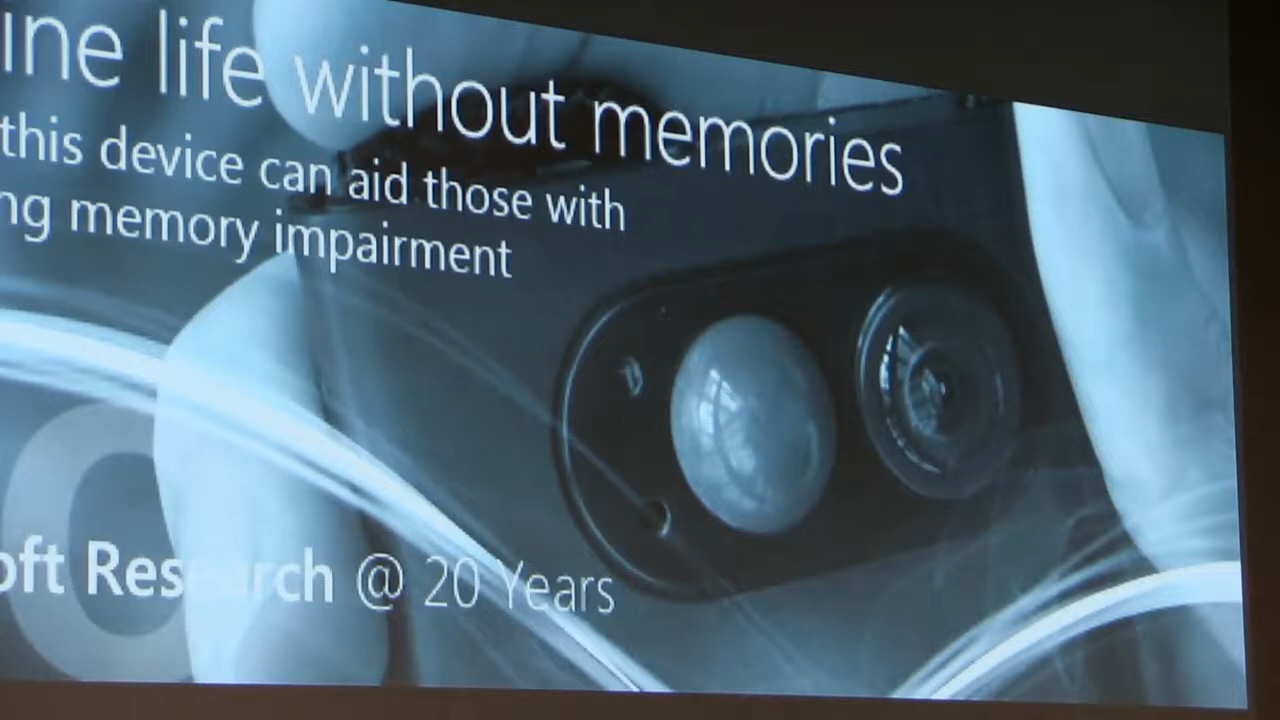 ine life without memories
this device can aid those with
ng memory impairment
oft Research @ 20 Years